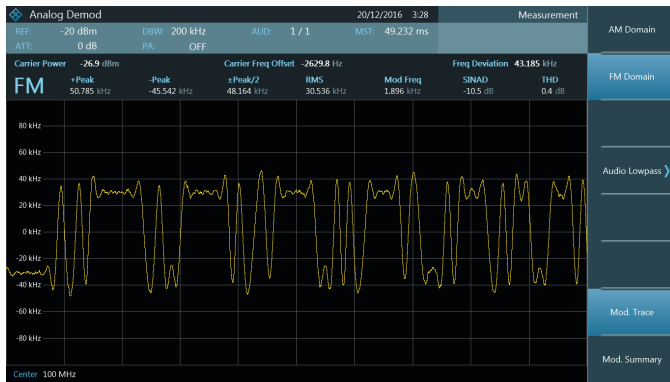 Analog Demod 20/12/2016 3:28 Measurement
REF: -20 dBm DBW: 200 kHz AUD: 1 / 1 MST: 49.232 ms
ATT: 0 dB PA: OFF
Carrier Power -26.9 dBm Carrier Freq Offset -2629.8 Hz Freq Deviation 43.185 kHz
FM +Peak -Peak ±Peak/2 RMS Mod Freq SINAD THD
50.785 kHz -45.542 kHz 48.164 kHz 30.536 kHz 1.896 kHz -10.5 dB 0.4 dB
80 kHz
60 kHz
40 kHz
20 kHz
0 kHz
-20 kHz
-40 kHz
-60 kHz
-80 kHz
Center 100 MHz
AM Domain
FM Domain
Audio Lowpass
Mod. Trace
Mod. Summary